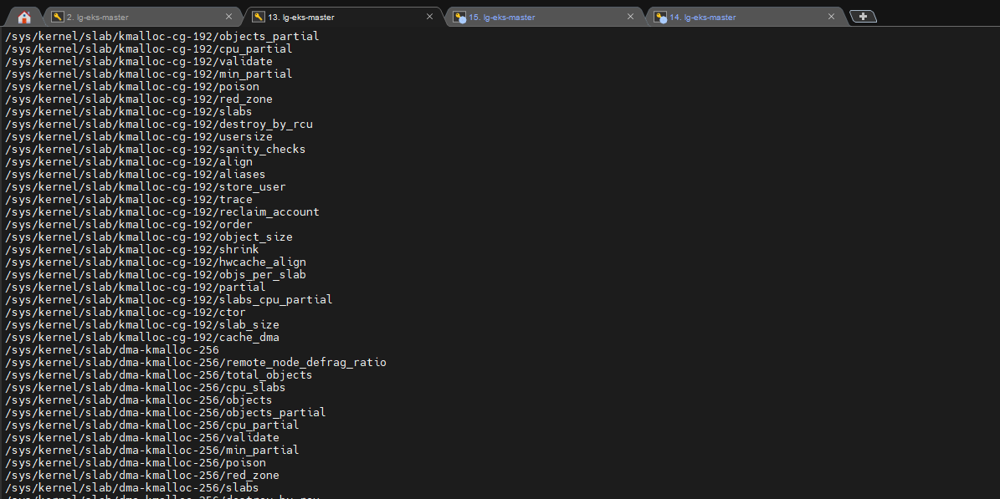 2. lg-eks-master
13. lg-eks-master
15. lg-eks-master
14. lg-eks-master
/sys/kernel/slab/kmalloc-cg-192/objects_partial
/sys/kernel/slab/kmalloc-cg-192/cpu_partial
/sys/kernel/slab/kmalloc-cg-192/validate
/sys/kernel/slab/kmalloc-cg-192/min_partial
/sys/kernel/slab/kmalloc-cg-192/poison
/sys/kernel/slab/kmalloc-cg-192/red_zone
/sys/kernel/slab/kmalloc-cg-192/slabs
/sys/kernel/slab/kmalloc-cg-192/destroy_by_rcu
/sys/kernel/slab/kmalloc-cg-192/usersize
/sys/kernel/slab/kmalloc-cg-192/sanity_checks
/sys/kernel/slab/kmalloc-cg-192/align
/sys/kernel/slab/kmalloc-cg-192/aliases
/sys/kernel/slab/kmalloc-cg-192/store_user
/sys/kernel/slab/kmalloc-cg-192/trace
/sys/kernel/slab/kmalloc-cg-192/reclaim_account
/sys/kernel/slab/kmalloc-cg-192/order
/sys/kernel/slab/kmalloc-cg-192/object_size
/sys/kernel/slab/kmalloc-cg-192/shrink
/sys/kernel/slab/kmalloc-cg-192/hwcache_align
/sys/kernel/slab/kmalloc-cg-192/objs_per_slab
/sys/kernel/slab/kmalloc-cg-192/partial
/sys/kernel/slab/kmalloc-cg-192/slabs_cpu_partial
/sys/kernel/slab/kmalloc-cg-192/ctor
/sys/kernel/slab/kmalloc-cg-192/slab_size
/sys/kernel/slab/kmalloc-cg-192/cache_dma
/sys/kernel/slab/dma-kmalloc-256
/sys/kernel/slab/dma-kmalloc-256/remote_node_defrag_ratio
/sys/kernel/slab/dma-kmalloc-256/total_objects
/sys/kernel/slab/dma-kmalloc-256/cpu_slabs
/sys/kernel/slab/dma-kmalloc-256/objects
/sys/kernel/slab/dma-kmalloc-256/objects_partial
/sys/kernel/slab/dma-kmalloc-256/cpu_partial
/sys/kernel/slab/dma-kmalloc-256/validate
/sys/kernel/slab/dma-kmalloc-256/min_partial
/sys/kernel/slab/dma-kmalloc-256/poison
/sys/kernel/slab/dma-kmalloc-256/red_zone
/sys/kernel/slab/dma-kmalloc-256/slabs